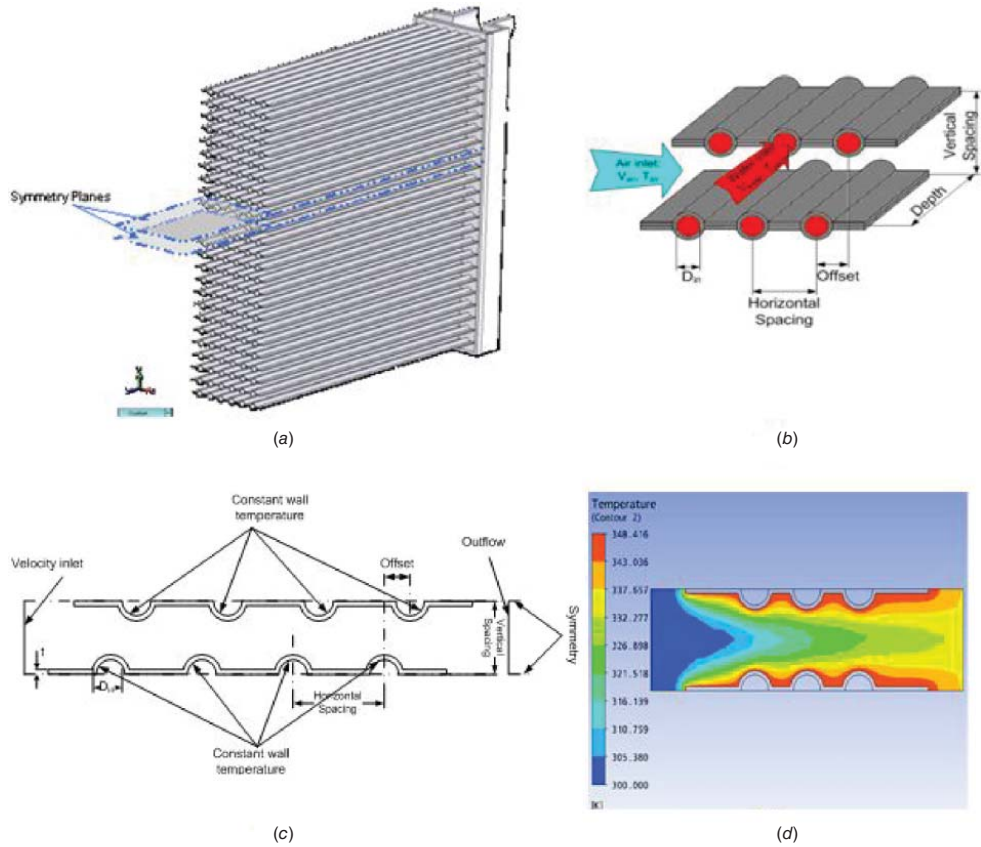 Symmetry Planes
(a)
Air inlet:
Vertical
Spacing
Depth
D_in
Offset
Horizontal
Spacing
(b)
Constant wall
temperature
Velocity inlet
Offset
Outflow
Vertical
Spacing
Symmetry
t
Horizontal
Spacing
Constant wall
temperature
(c)
Temperature
(Contour 2)
348.416
343.036
337.657
332.277
326.898
321.518
316.139
310.759
305.380
300.000
[K]
(d)